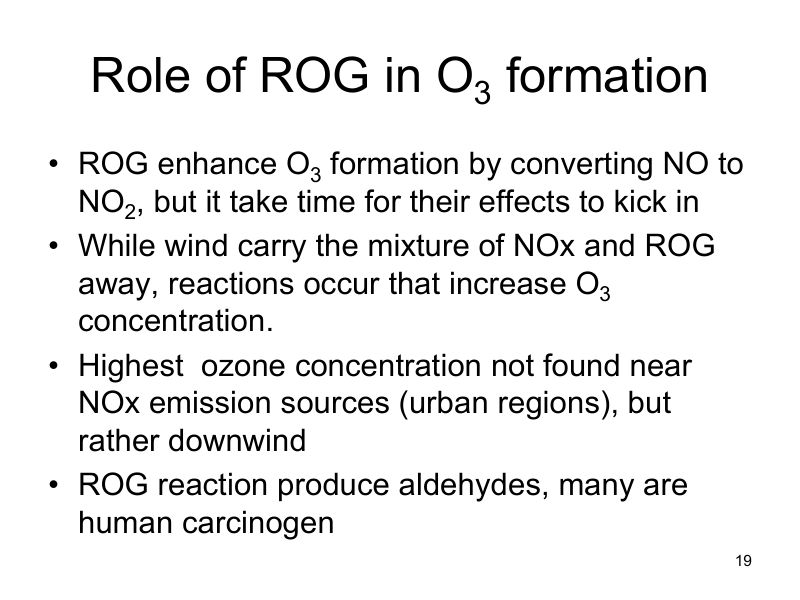 Role of ROG in O3 formation
• ROG enhance O3 formation by converting NO to
NO2, but it take time for their effects to kick in
• While wind carry the mixture of NOx and ROG
away, reactions occur that increase O3
concentration.
• Highest  ozone concentration not found near
NOx emission sources (urban regions), but
rather downwind
• ROG reaction produce aldehydes, many are
human carcinogen
19